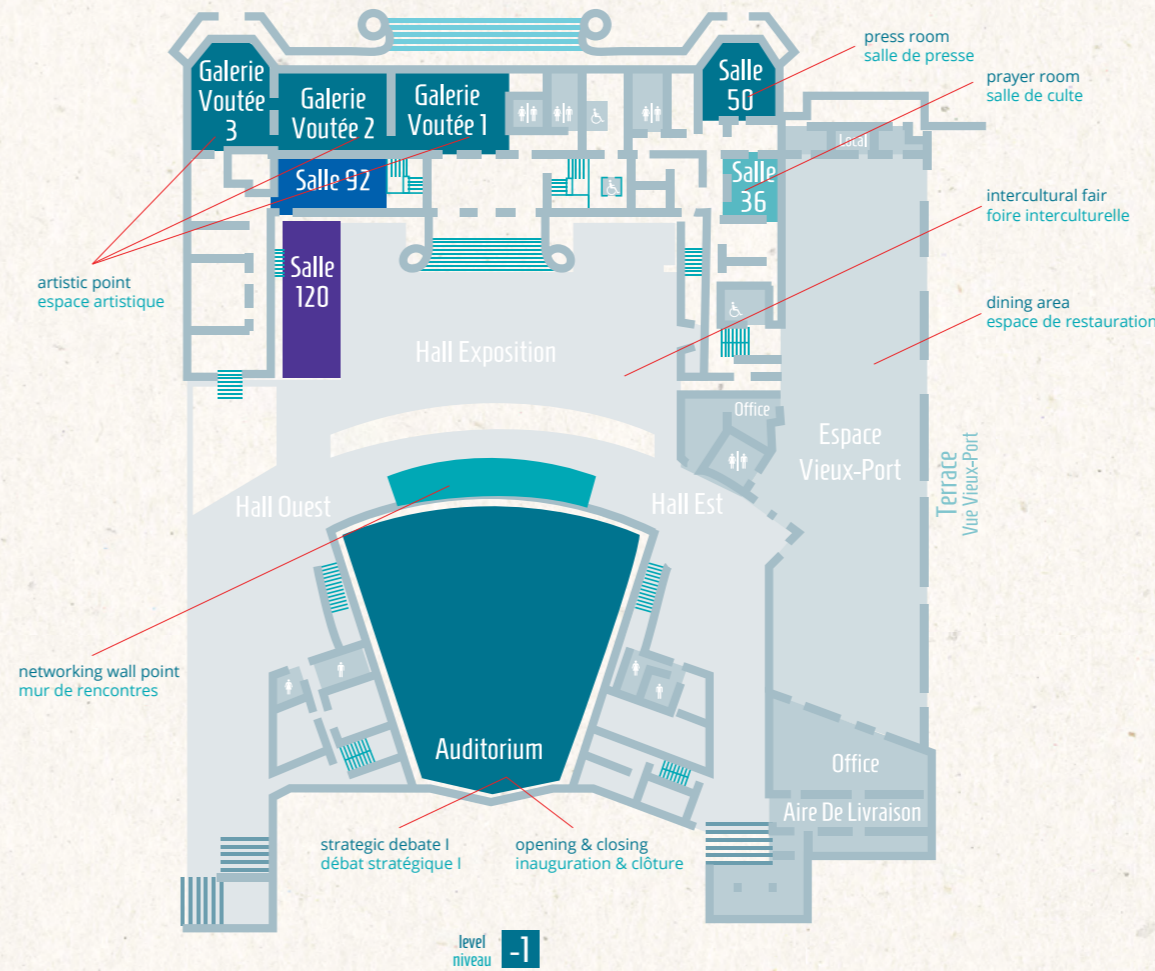 press room
salle de presse
prayer room
salle de culte
Galerie
Voutée
3
Galerie
Voutée 2
Galerie
Voutée 1
Salle
50
Local
Salle 92
Salle
36
intercultural fair
foire interculturelle
artistic point
espace artistique
Salle
120
dining area
espace de restauration
Hall Exposition
Office
Espace
Vieux-Port
Terrace
Vue Vieux-Port
Hall Ouest
Hall Est
networking wall point
mur de rencontres
Auditorium
Office
Aire De Livraison
strategic debate I
débat stratégique I
opening & closing
inauguration & clôture
level
niveau
-1